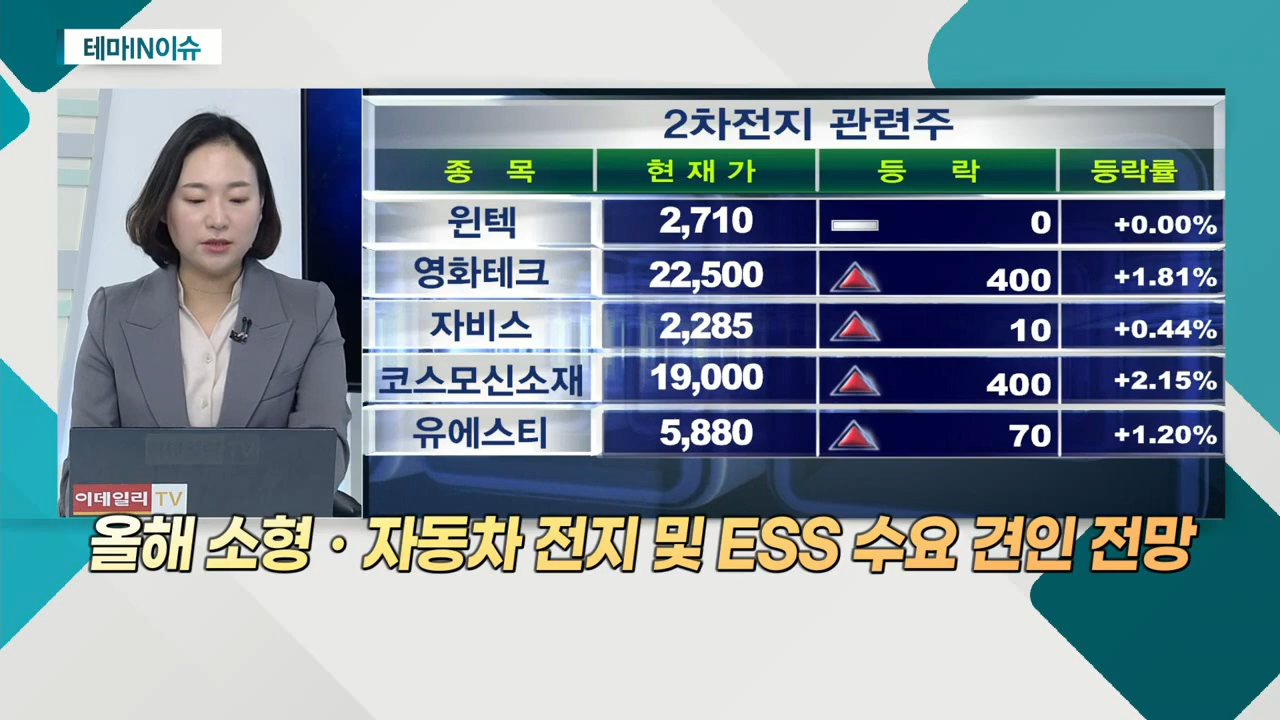 테마IN이슈
2차전지 관련주
종 목 현재가 등 락 등락률
윈텍 2,710 0 +0.00%
영화테크 22,500 400 +1.81%
자비스 2,285 10 +0.44%
코스모신소재 19,000 400 +2.15%
유에스티 5,880 70 +1.20%
이데일리TV
올해 소형·자동차 전지 및 ESS 수요 견인 전망